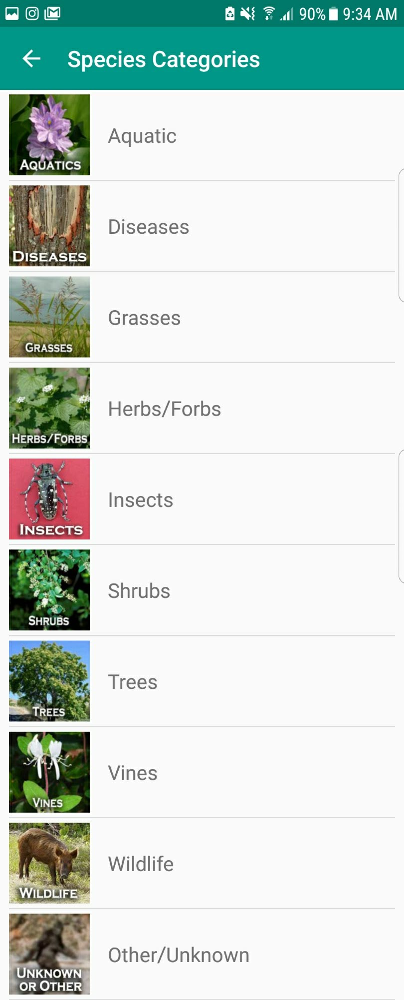 90% 9:34 AM
Species Categories
AQUATICS
Aquatic
DISEASES
Diseases
GRASSES
Grasses
HERBS/FORBS
Herbs/Forbs
INSECTS
Insects
SHRUBS
Shrubs
TREES
Trees
VINES
Vines
WILDLIFE
Wildlife
UNKNOWN
OR OTHER
Other/Unknown